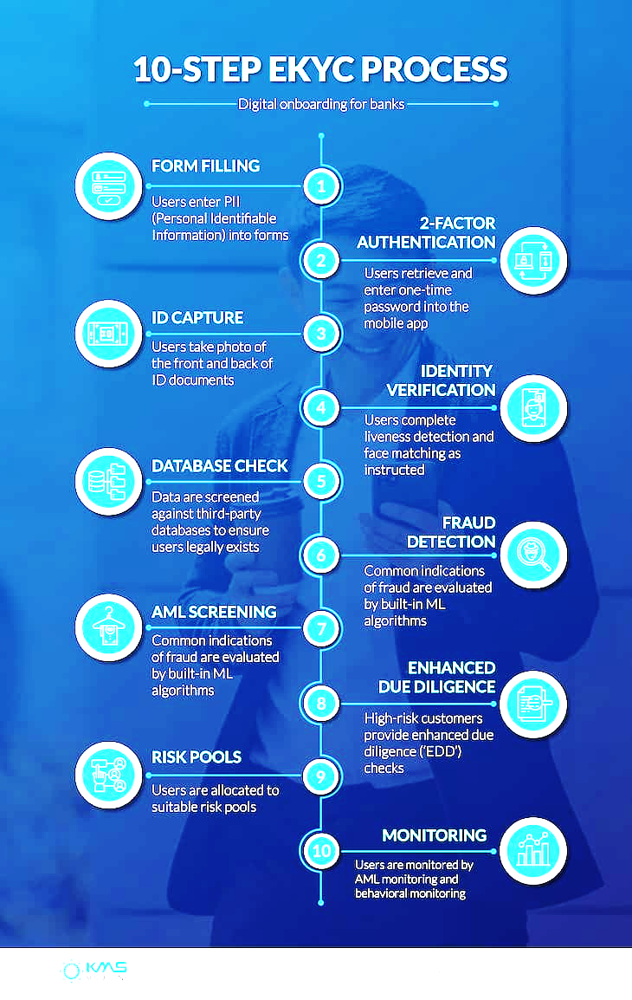 10-STEP EKYC PROCESS
Digital onboarding for banks
FORM FILLING
1
Users enter PII
(Personal Identifiable
Information) into forms
2-FACTOR
AUTHENTICATION
2
Users retrieve and
enter one-time
password into the
mobile app
ID CAPTURE
3
Users take photo of
the front and back of
ID documents
IDENTITY
VERIFICATION
4
Users complete
liveness detection and
face matching as
instructed
DATABASE CHECK
5
Data are screened
against third-party
databases to ensure
users legally exists
FRAUD
DETECTION
6
Common indications
of fraud are evaluated
by built-in ML
algorithms
AML SCREENING
7
Common indications
of fraud are evaluated
by built-in ML
algorithms
ENHANCED
DUE DILIGENCE
8
High-risk customers
provide enhanced due
diligence ('EDD')
checks
RISK POOLS
9
Users are allocated to
suitable risk pools
MONITORING
10
Users are monitored by
AML monitoring and
behavioral monitoring
KMS